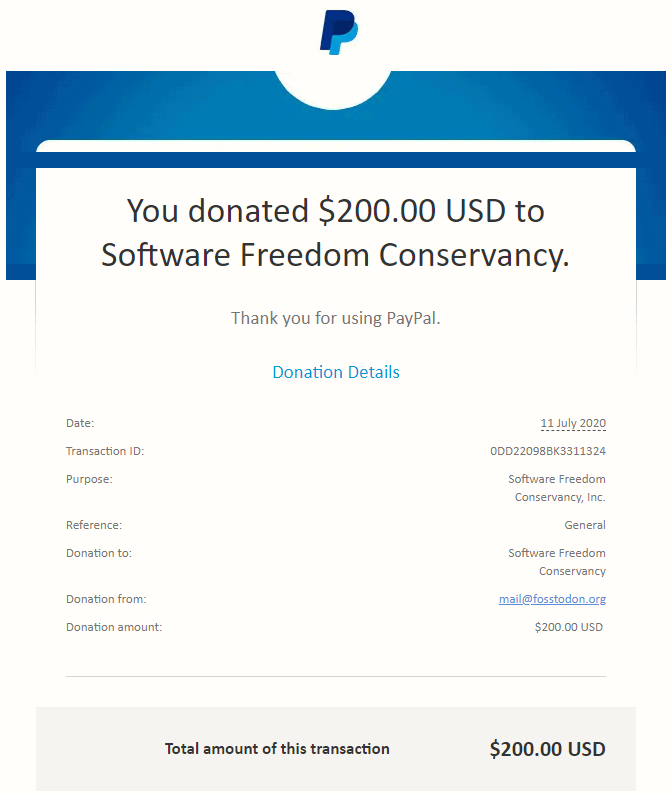 You donated $200.00 USD to
Software Freedom Conservancy.
Thank you for using PayPal.
Donation Details
Date: 11 July 2020
Transaction ID: 0DD22098BK3311324
Purpose: Software Freedom
Conservancy, Inc.
Reference: General
Donation to: Software Freedom
Conservancy
Donation from: mail@fosstodon.org
Donation amount: $200.00 USD
Total amount of this transaction $200.00 USD